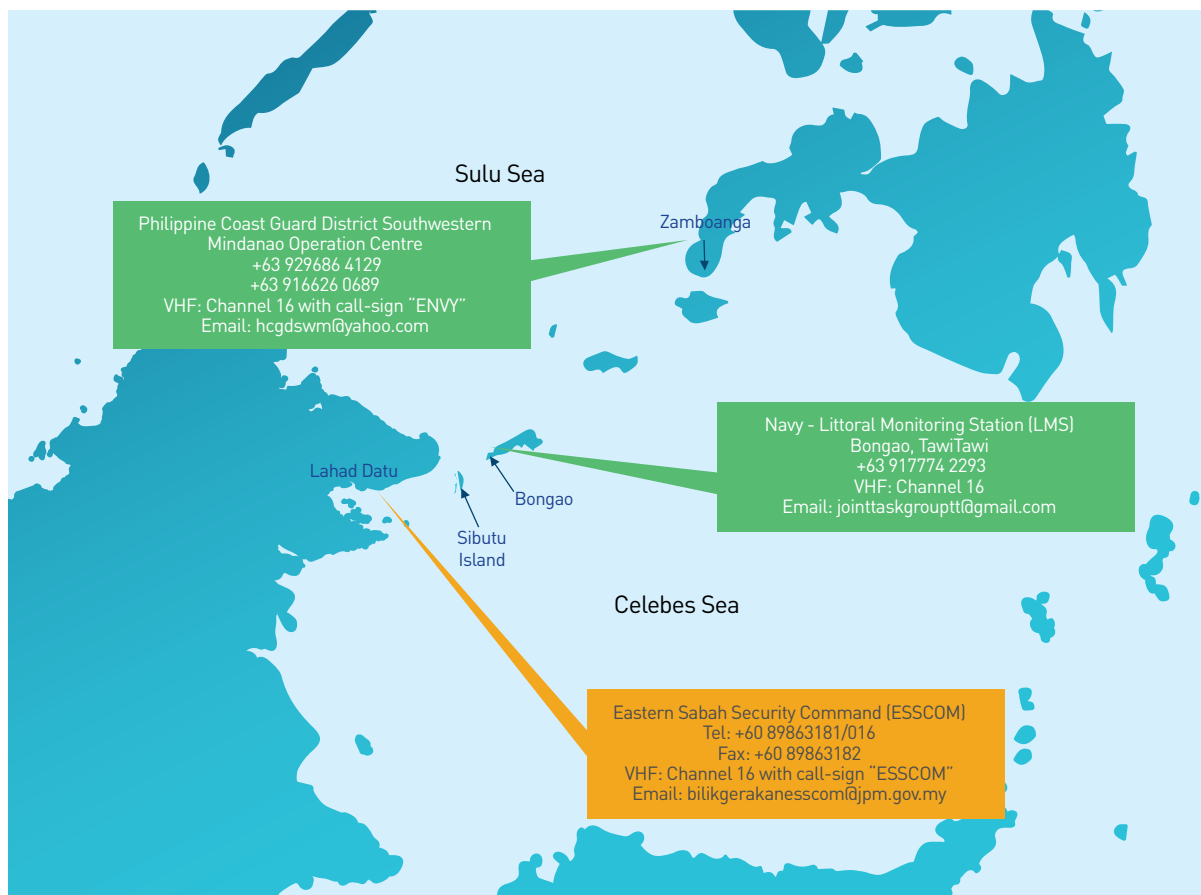 Sulu Sea
Philippine Coast Guard District Southwestern
Mindanao Operation Centre
+63 929686 4129
+63 916626 0689
VHF: Channel 16 with call-sign “ENVY”
Email: hcgdswm@yahoo.com
Zamboanga
Navy - Littoral Monitoring Station (LMS)
Bongao, TawiTawi
+63 917774 2293
VHF: Channel 16
Email: jointtaskgrouptt@gmail.com
Lahad Datu
Bongao
Sibutu
Island
Celebes Sea
Eastern Sabah Security Command (ESSCOM)
Tel: +60 89863181/016
Fax: +60 89863182
VHF: Channel 16 with call-sign “ESSCOM”
Email: bilikgerakanesscom@jpm.gov.my